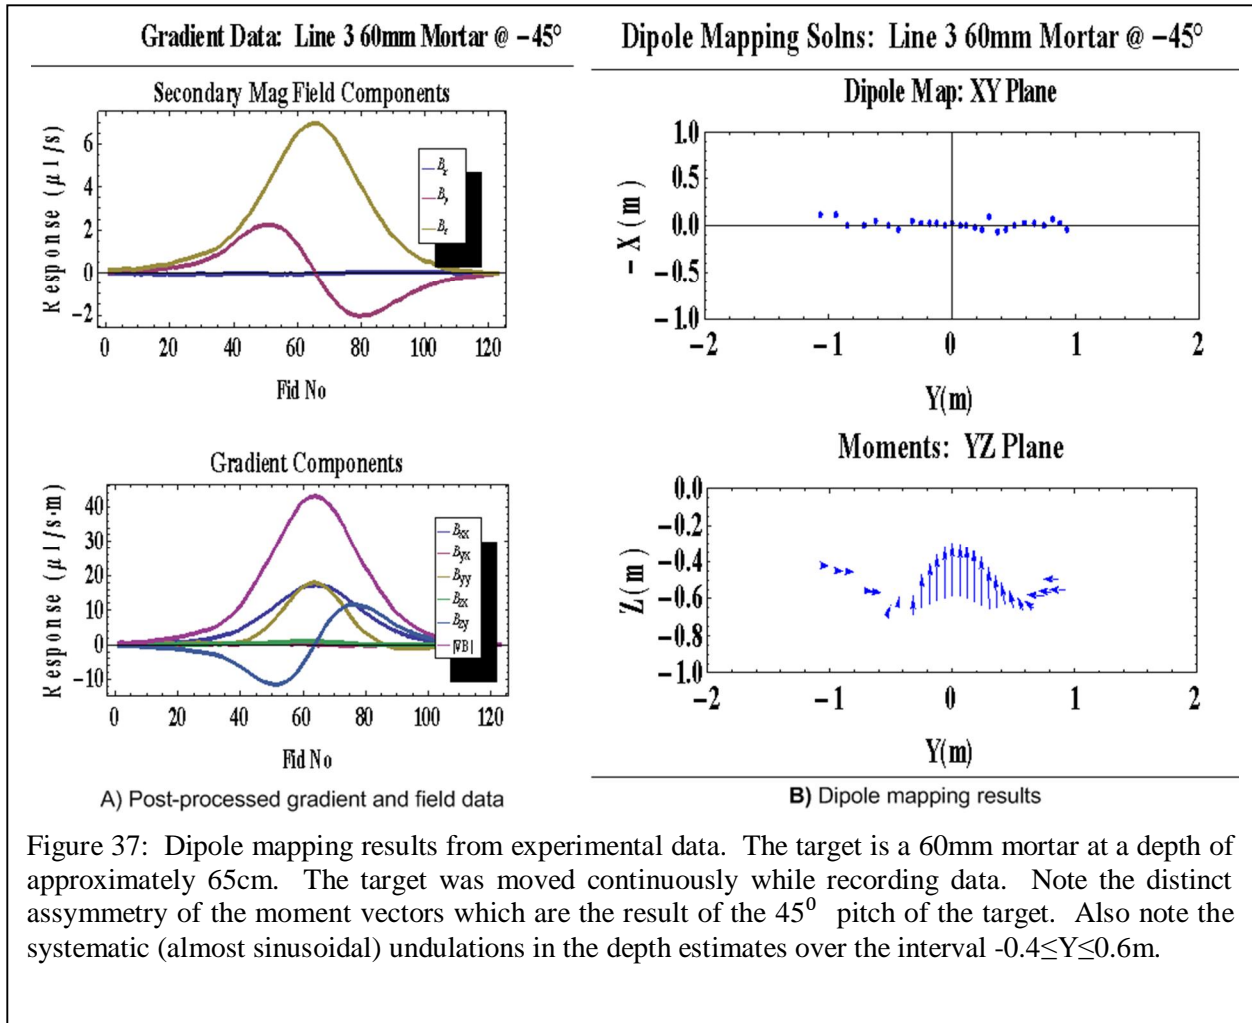 Gradient Data: Line 3 60mm Mortar @ −45°
Secondary Mag Field Components
Response (μT/s)
6
4
2
0
−2
0 20 40 60 80 100 120
Fid No
Gradient Components
Response (μT/s·m)
40
30
20
10
0
−10
Bxx
Byx
Byy
Bzx
Bzy
|∇B|
0 20 40 60 80 100 120
Fid No
A) Post-processed gradient and field data
Dipole Mapping Solns: Line 3 60mm Mortar @ −45°
Dipole Map: XY Plane
− X (m)
1.0
0.5
0.0
−0.5
−1.0
−2 −1 0 1 2
Y(m)
Moments: YZ Plane
Z(m)
0.0
−0.2
−0.4
−0.6
−0.8
−1.0
−2 −1 0 1 2
Y(m)
B) Dipole mapping results
Figure 37: Dipole mapping results from experimental data. The target is a 60mm mortar at a depth of
approximately 65cm. The target was moved continuously while recording data. Note the distinct
assymmetry of the moment vectors which are the result of the 45⁰ pitch of the target. Also note the
systematic (almost sinusoidal) undulations in the depth estimates over the interval -0.4≤Y≤0.6m.